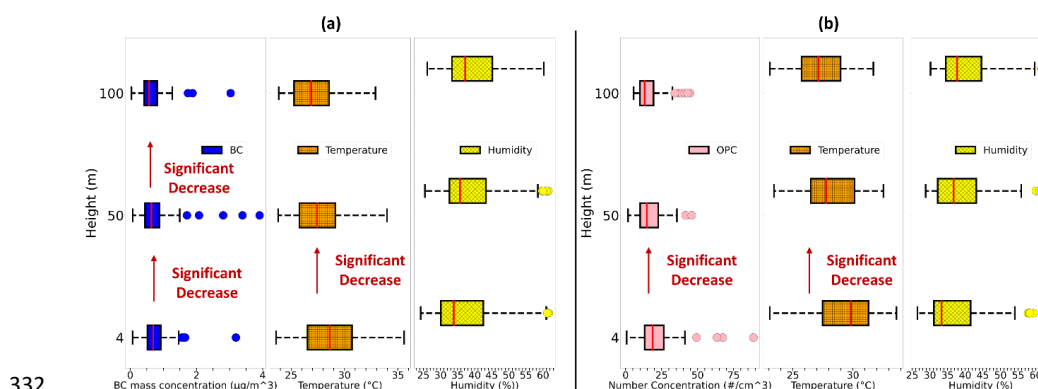 (a)
(b)
Height (m)
100
50
4
BC
Temperature
Humidity
Significant
Decrease
Significant
Decrease
Significant
Decrease
0 2 4
25 30 35
25 30 35 40 45 50 55 60
BC mass concentration (μg/m^3)
Temperature (°C)
Humidity (%))
Height (m)
100
50
4
OPC
Temperature
Humidity
Significant
Decrease
Significant
Decrease
0 25 50 75
25 30
25 30 35 40 45 50 55 60
Number Concentration (#/cm^3)
Temperature (°C)
Humidity (%)
332